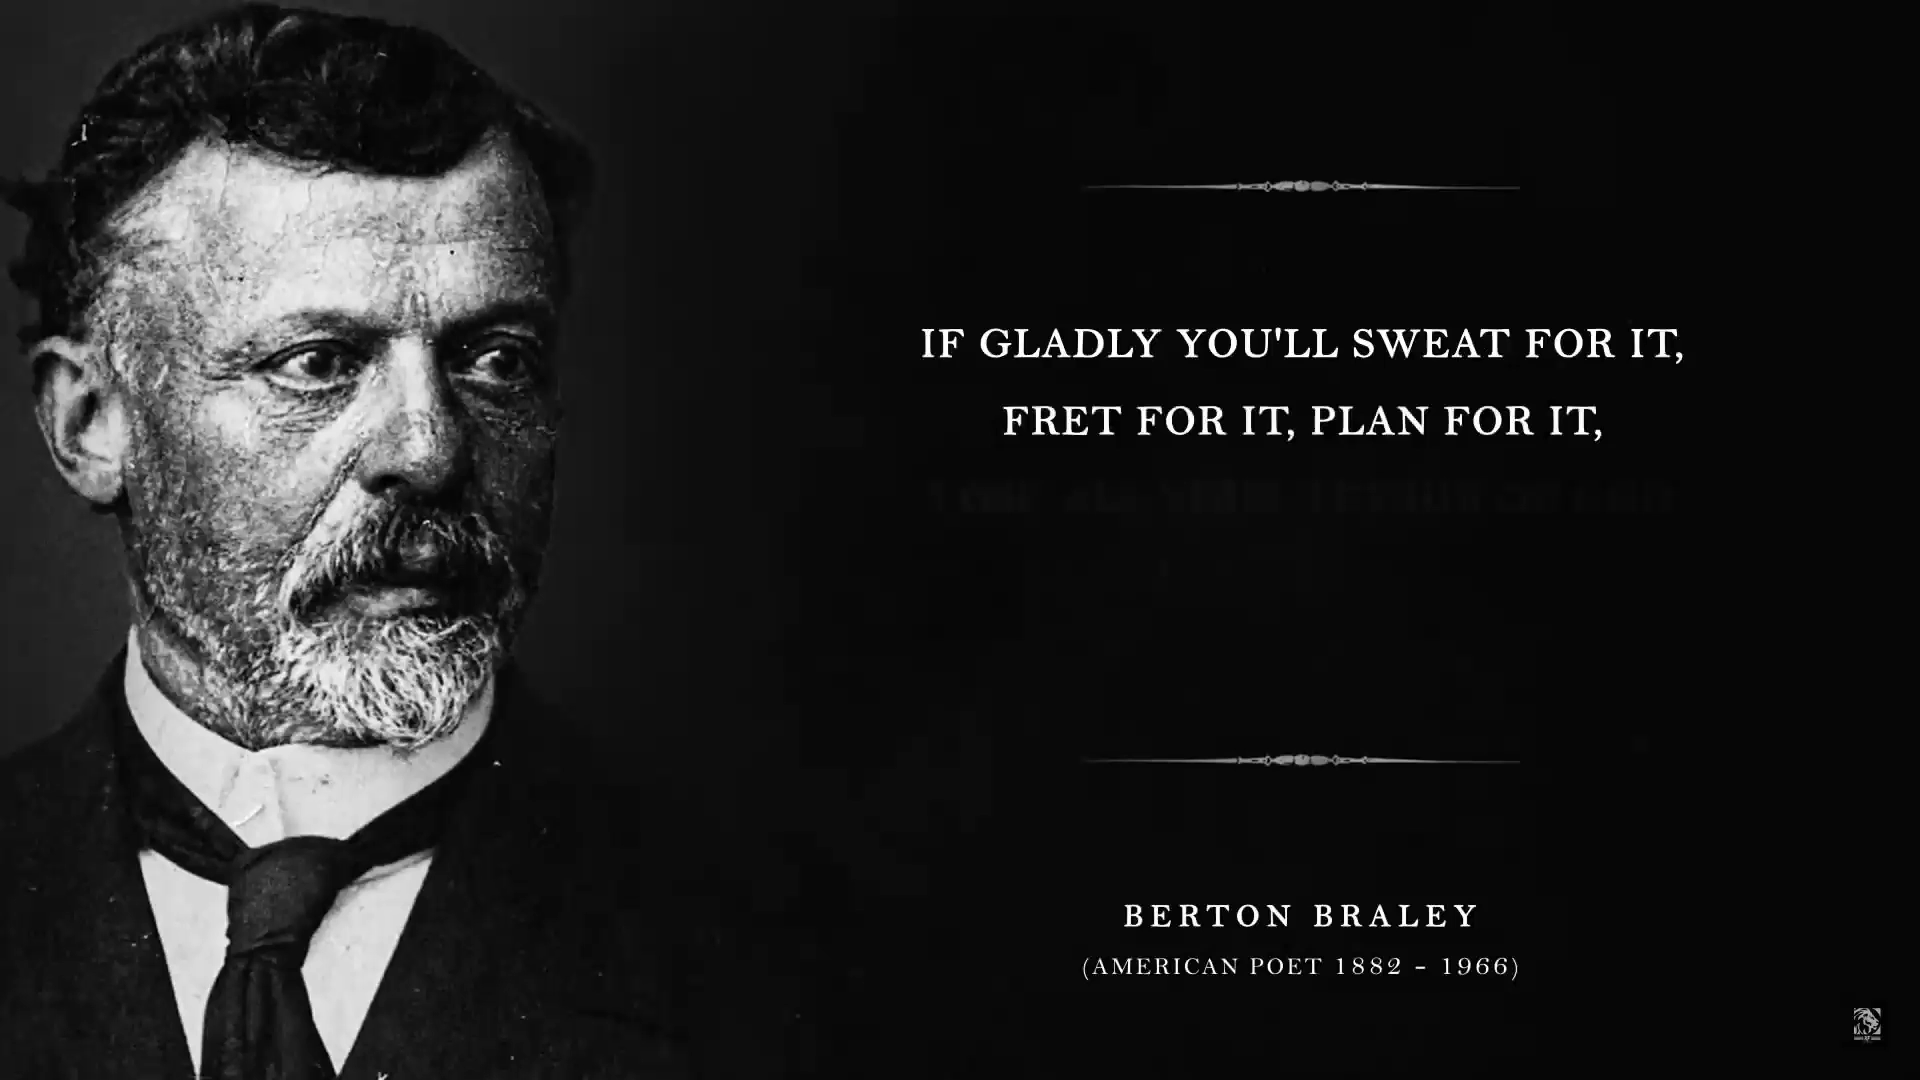 IF GLADLY YOU'LL SWEAT FOR IT,
FRET FOR IT, PLAN FOR IT,
BERTON BRALEY
(AMERICAN POET 1882 - 1966)